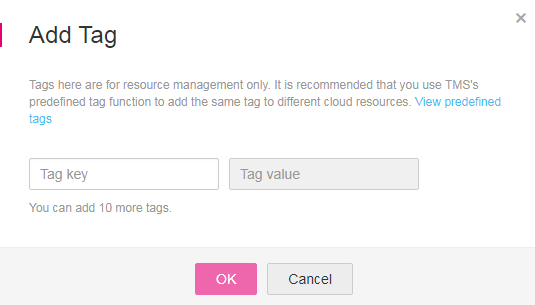 Add Tag
Tags here are for resource management only. It is recommended that you use TMS's
predefined tag function to add the same tag to different cloud resources. View predefined
tags
Tag key Tag value
You can add 10 more tags.
OK Cancel